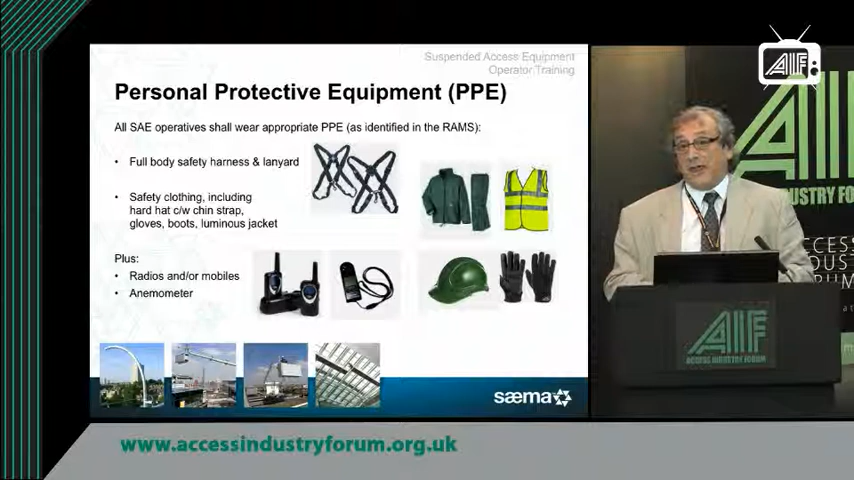 Suspended Access Equipment
Operator Training
Personal Protective Equipment (PPE)
All SAE operatives shall wear appropriate PPE (as identified in the RAMS):
• Full body safety harness & lanyard
• Safety clothing, including
hard hat c/w chin strap,
gloves, boots, luminous jacket
Plus:
• Radios and/or mobiles
• Anemometer
saema
AIF
AIF
INDUSTRY FORUM
AIF
ACCESS INDUSTRY FORUM
www.accessindustryforum.org.uk